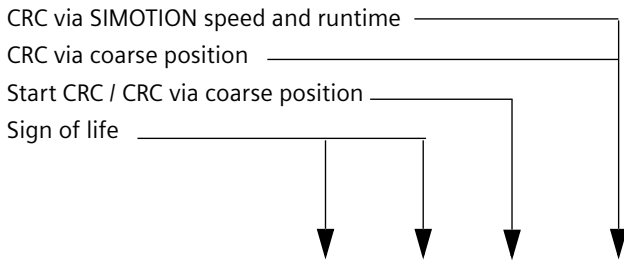 CRC via SIMOTION speed and runtime
CRC via coarse position
Start CRC / CRC via coarse position
Sign of life